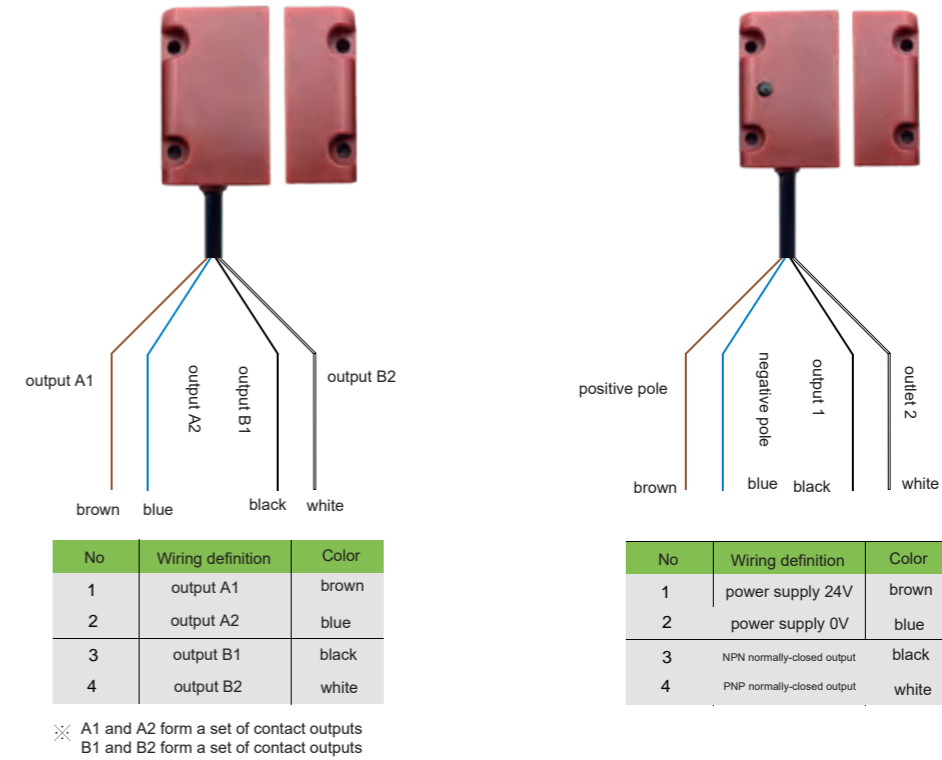 output A1
output A2
output B1
output B2
brown
blue
black
white
No Wiring definition Color
1 output A1 brown
2 output A2 blue
3 output B1 black
4 output B2 white
※ A1 and A2 form a set of contact outputs
B1 and B2 form a set of contact outputs
positive pole
negative pole
output 1
outlet 2
brown
blue
black
white
No Wiring definition Color
1 power supply 24V brown
2 power supply 0V blue
3 NPN normally-closed output black
4 PNP normally-closed output white